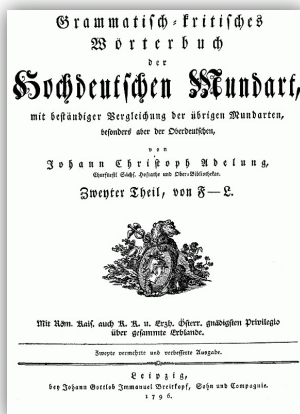 Grammatisch-kritisches
Wörterbuch
der
Hochdeutschen Mundart,
mit beständiger Vergleichung der übrigen Mundarten,
besonders aber der Oberdeutschen,
von
Johann Christoph Adelung,
Churfürstl. Sächs. Hofrathe und Ober-Bibliothekar.
Zweyter Theil, von F—L.
Mit Röm. Kais. auch K. K. u. Erzh. Österr. gnädigsten Privilegio
über gesammte Erblande.
Zweyte vermehrte und verbesserte Ausgabe.
Leipzig,
bey Johann Gottlob Immanuel Breitkopf, Sohn und Compagnie.
1796.